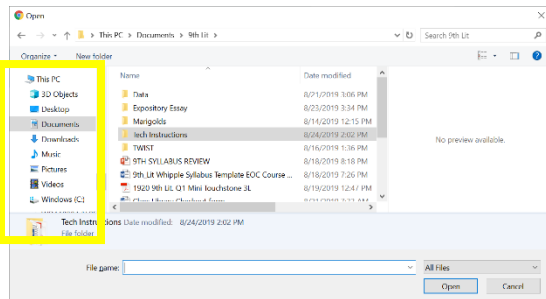 Open
This PC > Documents > 9th Lit
Search 9th Lit
Organize
New folder
Name
Date modified
This PC
3D Objects
Desktop
Documents
Downloads
Music
Pictures
Videos
Windows (C:)
Data 8/21/2019 3:06 PM
Expository Essay 8/23/2019 3:34 PM
Marigolds 8/14/2019 12:15 PM
Tech Instructions 8/24/2019 2:02 PM
TWIST 8/16/2019 1:36 PM
9TH SYLLABUS REVIEW 8/18/2019 8:18 PM
9th_Lit Whipple Syllabus Template EOC Course ... 8/18/2019 7:26 PM
1920 9th Lit. Q1 Mini Touchstone 3L 8/19/2019 12:47 PM
No preview available.
Tech Instructions Date modified: 8/24/2019 2:02 PM
File folder
File name:
All Files
Open
Cancel